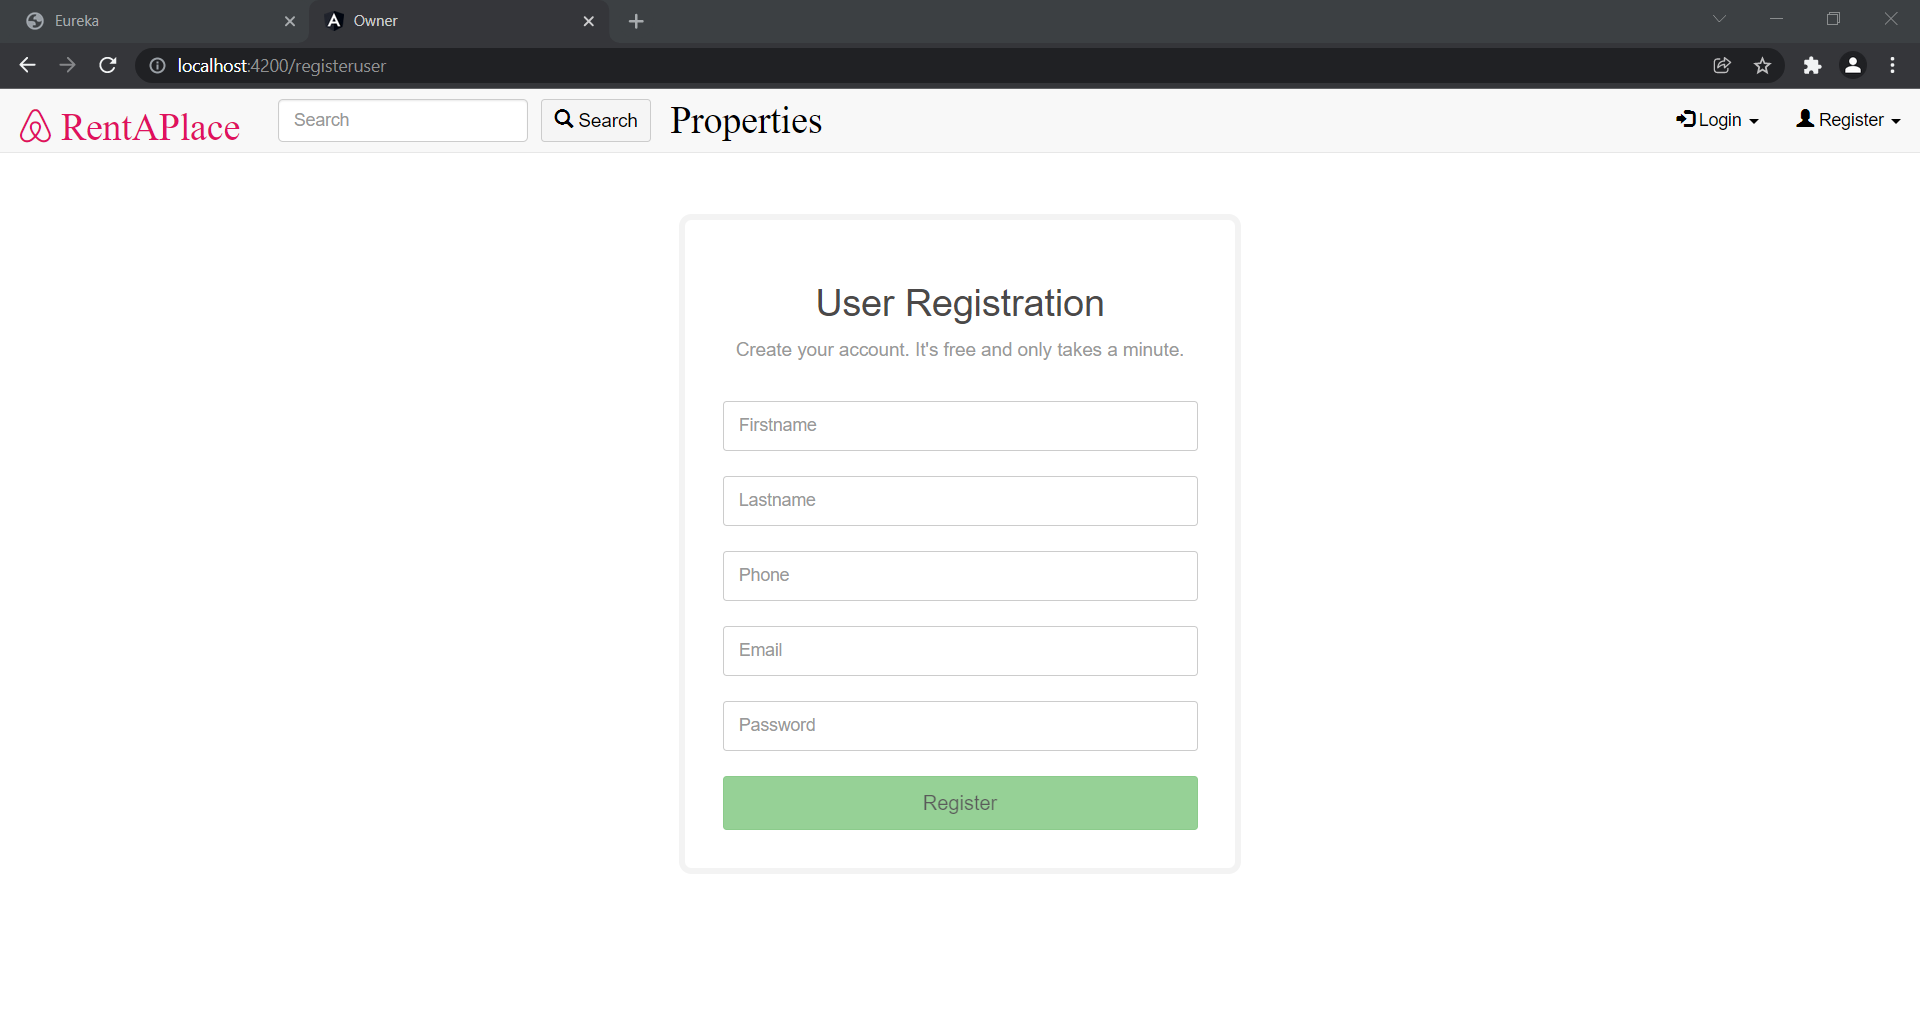 Eureka
Owner
localhost:4200/registeruser
RentAPlace
Search
Search
Properties
Login
Register
User Registration
Create your account. It's free and only takes a minute.
Firstname
Lastname
Phone
Email
Password
Register